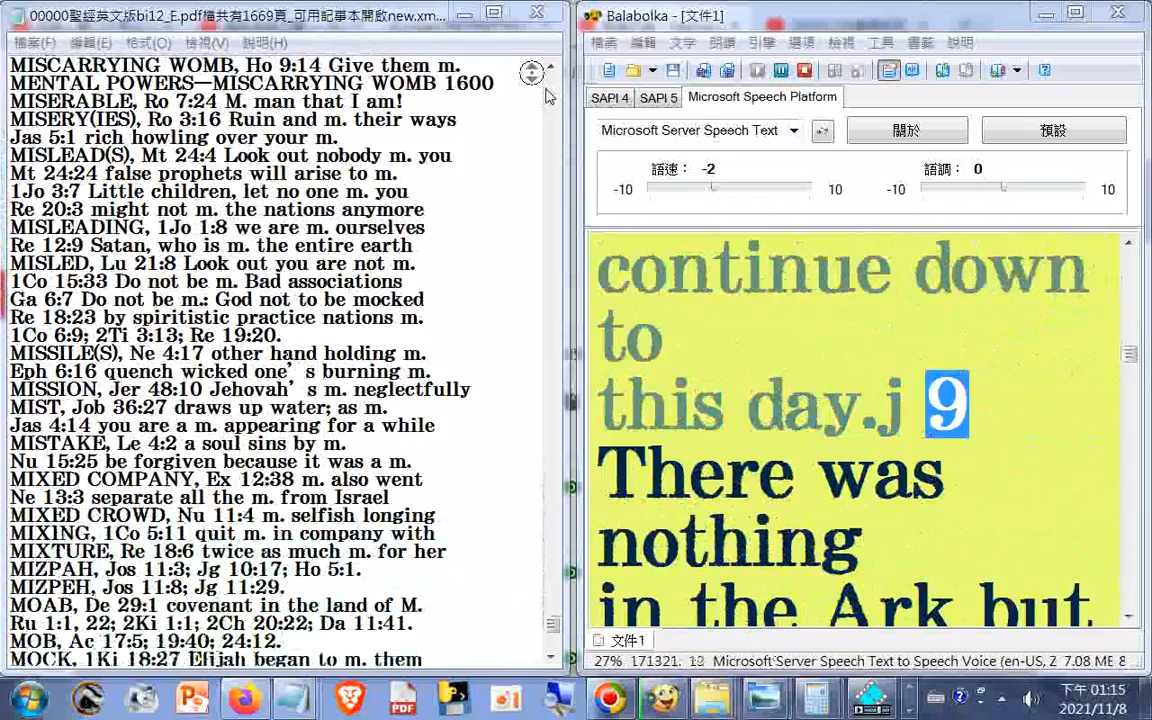 00000聖經英文版bi12_E.pdf檔共有1669頁_可用記事本開啟new.xm...
檔案(F) 編輯(E) 格式(O) 檢視(V) 說明(H)
MISCARRYING WOMB, Ho 9:14 Give them m.
MENTAL POWERS—MISCARRYING WOMB 1600
MISERABLE, Ro 7:24 M. man that I am!
MISERY(IES), Ro 3:16 Ruin and m. their ways
Jas 5:1 rich howling over your m.
MISLEAD(S), Mt 24:4 Look out nobody m. you
Mt 24:24 false prophets will arise to m.
1Jo 3:7 Little children, let no one m. you
Re 20:3 might not m. the nations anymore
MISLEADING, 1Jo 1:8 we are m. ourselves
Re 12:9 Satan, who is m. the entire earth
MISLED, Lu 21:8 Look out you are not m.
1Co 15:33 Do not be m. Bad associations
Ga 6:7 Do not be m.: God not to be mocked
Re 18:23 by spiritistic practice nations m.
1Co 6:9; 2Ti 3:13; Re 19:20.
MISSILE(S), Ne 4:17 other hand holding m.
Eph 6:16 quench wicked one’s burning m.
MISSION, Jer 48:10 Jehovah’s m. neglectfully
MIST, Job 36:27 draws up water; as m.
Jas 4:14 you are a m. appearing for a while
MISTAKE, Le 4:2 a soul sins by m.
Nu 15:25 be forgiven because it was a m.
MIXED COMPANY, Ex 12:38 m. also went
Ne 13:3 separate all the m. from Israel
MIXED CROWD, Nu 11:4 m. selfish longing
MIXING, 1Co 5:11 quit m. in company with
MIXTURE, Re 18:6 twice as much m. for her
MIZPAH, Jos 11:3; Jg 10:17; Ho 5:1.
MIZPEH, Jos 11:8; Jg 11:29.
MOAB, De 29:1 covenant in the land of M.
Ru 1:1, 22; 2Ki 1:1; 2Ch 20:22; Da 11:41.
MOB, Ac 17:5; 19:40; 24:12.
MOCK, 1Ki 18:27 Elijah began to m. them
Balabolka - [文件1]
檔案 編輯 文字 朗讀 引擎 選項 檢視 工具 書籤 說明
SAPI 4 SAPI 5 Microsoft Speech Platform
Microsoft Server Speech Text 關於 預設
語速： -2 語調： 0
-10 10 -10 10
continue down
to
this day.j 9
There was
nothing
in the Ark but
文件1
27% 171321. 12 Microsoft Server Speech Text to Speech Voice (en-US, Z 7.08 MB 8
PDF
下午 01:15
2021/11/8